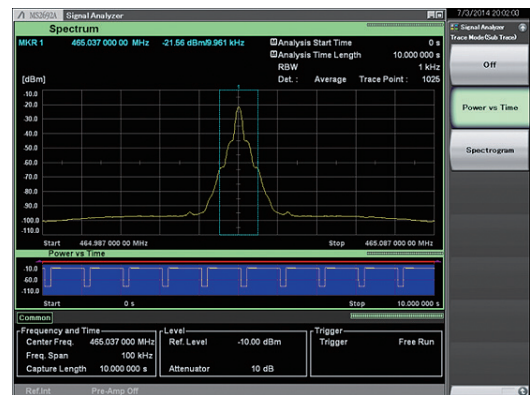 MS2692A Signal Analyzer
7/3/2014 20:02:03
Spectrum
MKR 1 465.037 000 00 MHz -21.56 dBm/9.961 kHz
Analysis Start Time 0 s
Analysis Time Length 10.000 000 s
RBW 1 kHz
Det. : Average Trace Point : 1025
[dBm]
-10.0
20.0
30.0
40.0
50.0
60.0
70.0
80.0
90.0
-100.0
-110.0
Start 464.987 000 00 MHz Stop 465.087 000 00 MHz
Power vs Time
-10.0
-60.0
-110.0
Start 0 s Stop 10.000 000 s
Common
Frequency and Time
Center Freq. 465.037 000 MHz
Freq. Span 100 kHz
Capture Length 10.000 000 s
Level
Ref. Level -10.00 dBm
Attenuator 10 dB
Trigger
Trigger Free Run
Ref.Int Pre-Amp Off
Signal Analyzer
Trace Mode(Sub Trace)
Off
Power vs Time
Spectrogram